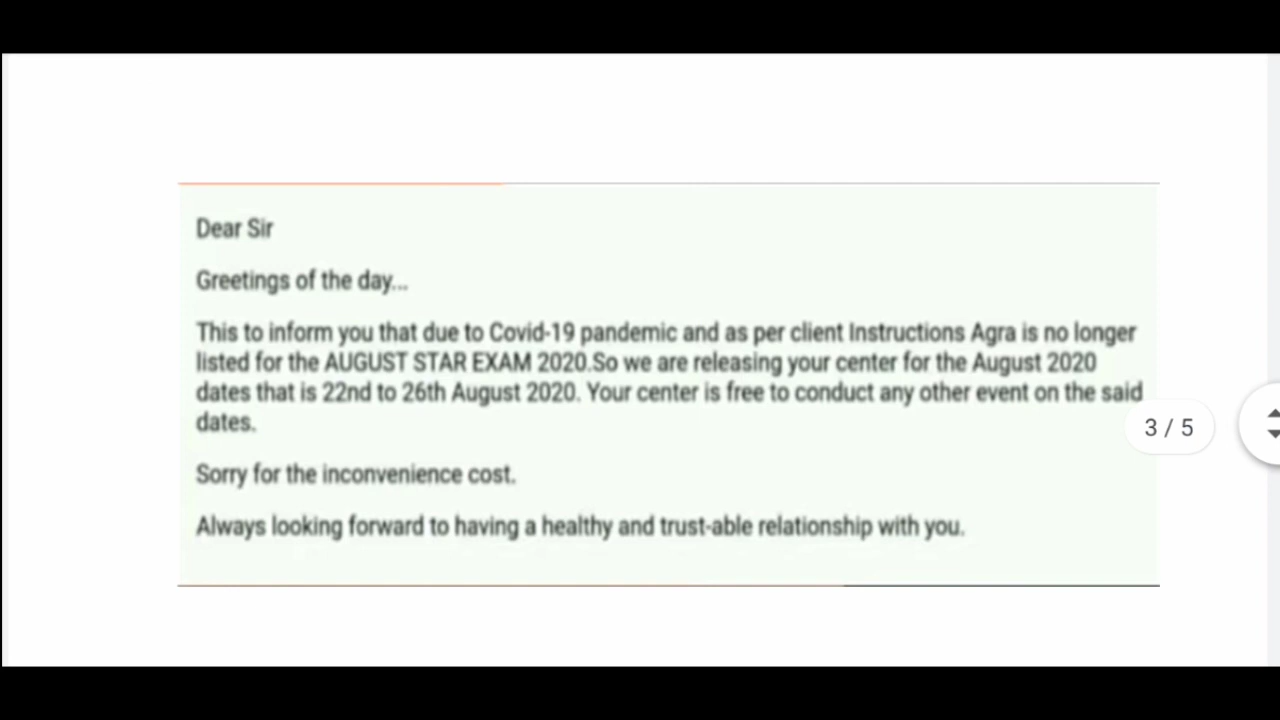 Dear Sir
Greetings of the day...
This to inform you that due to Covid-19 pandemic and as per client Instructions Agra is no longer
listed for the AUGUST STAR EXAM 2020.So we are releasing your center for the August 2020
dates that is 22nd to 26th August 2020. Your center is free to conduct any other event on the said
dates.
3 / 5
Sorry for the inconvenience cost.
Always looking forward to having a healthy and trust-able relationship with you.